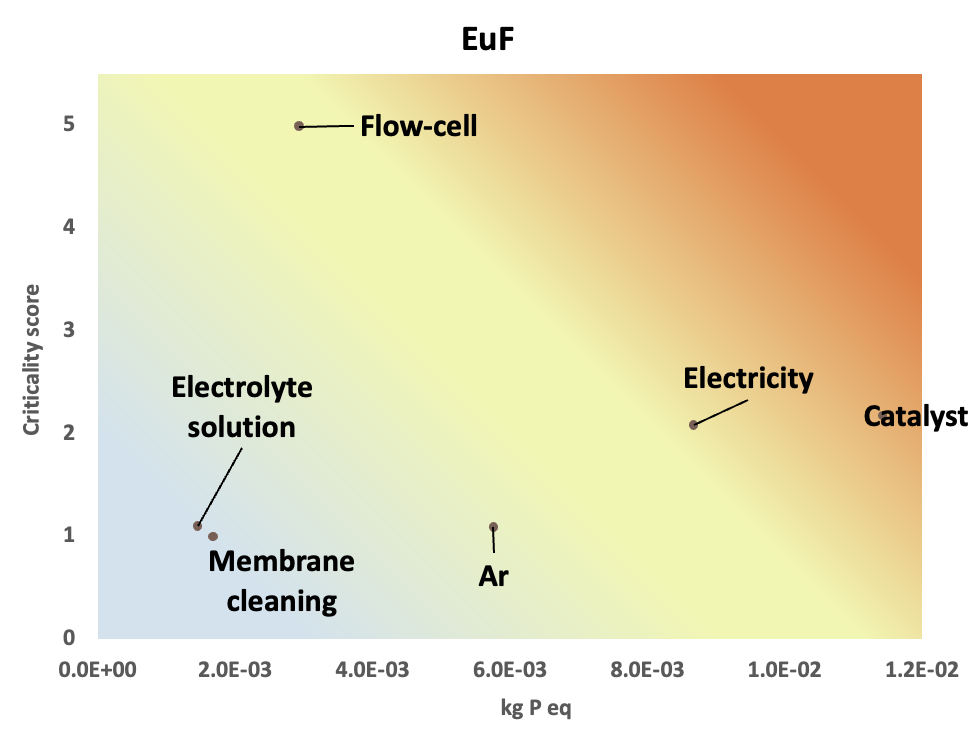 EuF
5
Flow-cell
4
Criticality score
3
Electrolyte
solution
Electricity
2
Catalyst
1
Membrane
cleaning
Ar
0
0.0E+00 2.0E-03 4.0E-03 6.0E-03 8.0E-03 1.0E-02 1.2E-02
kg P eq